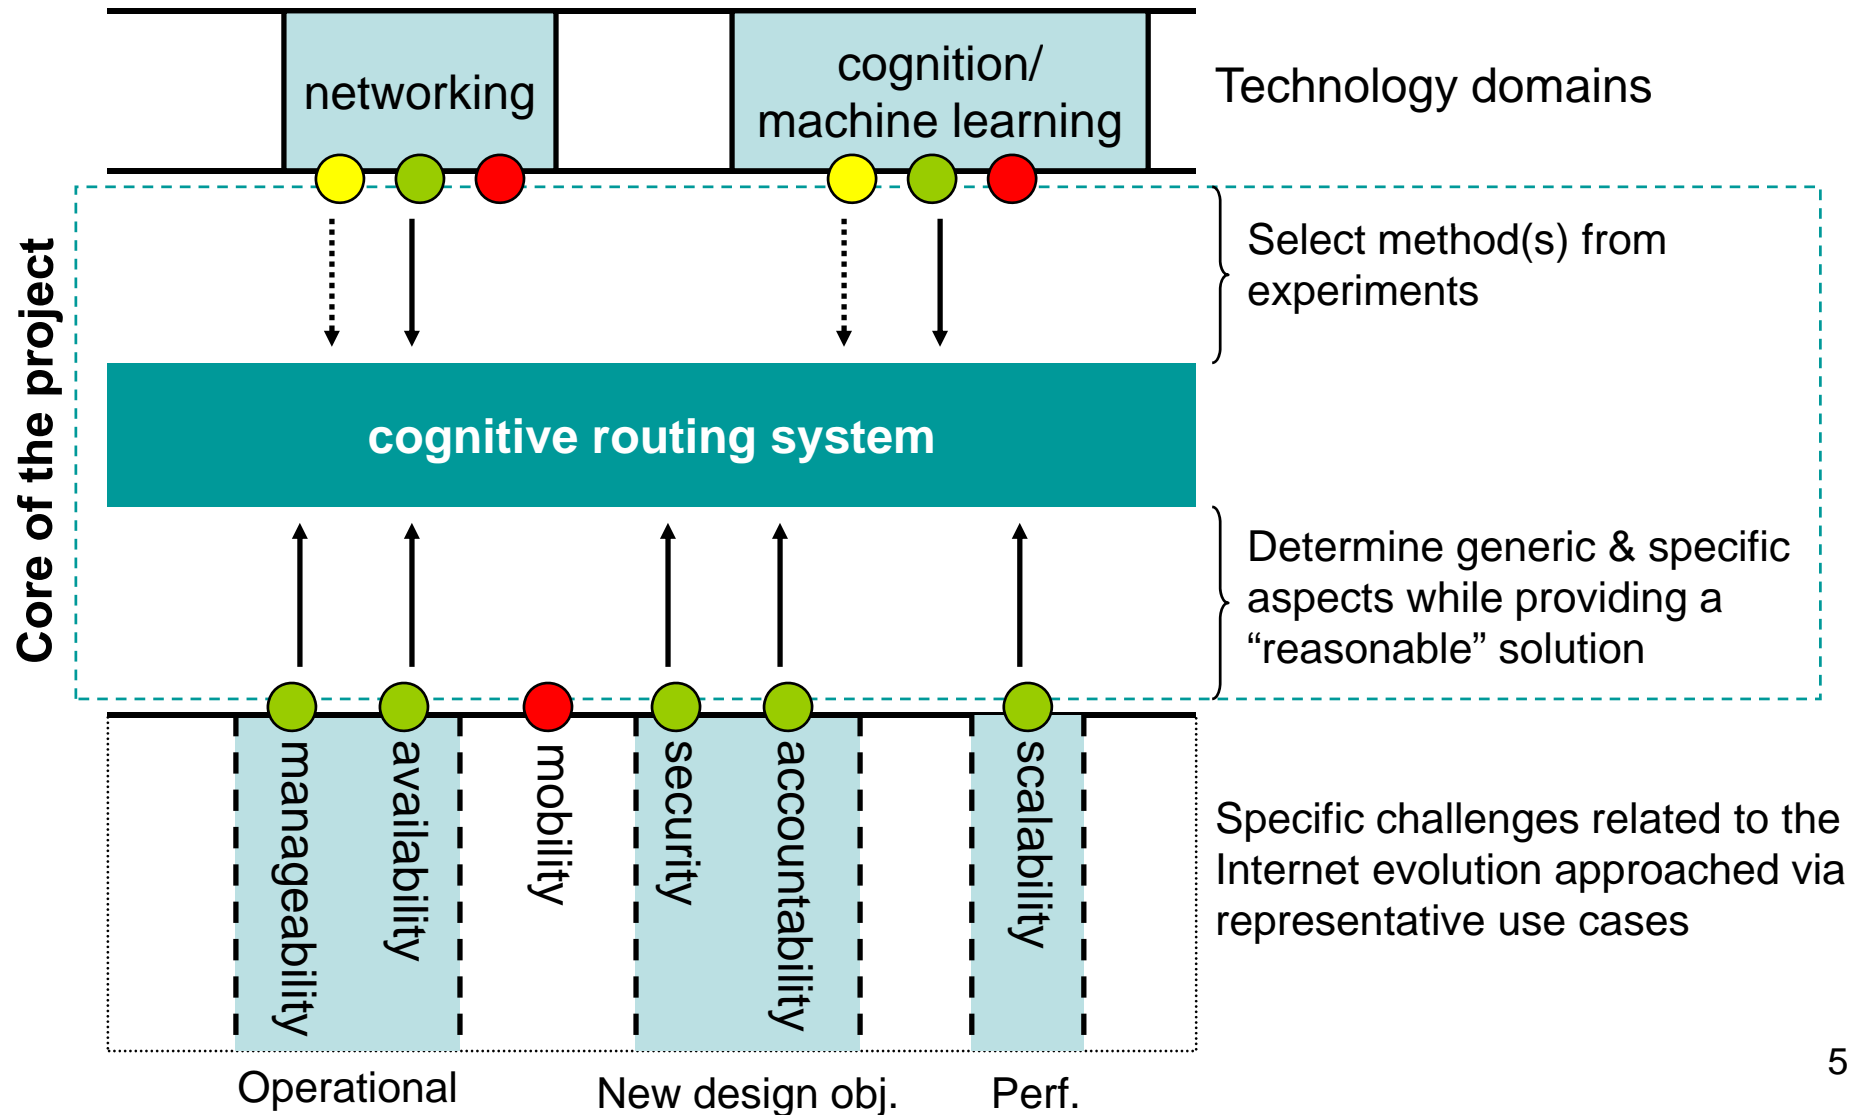 networking
cognition/
machine learning
Technology domains
Select method(s) from
experiments
Core of the project
cognitive routing system
Determine generic & specific
aspects while providing a
“reasonable” solution
manageability
availability
mobility
security
accountability
scalability
Specific challenges related to the
Internet evolution approached via
representative use cases
Operational
New design obj.
Perf.
5